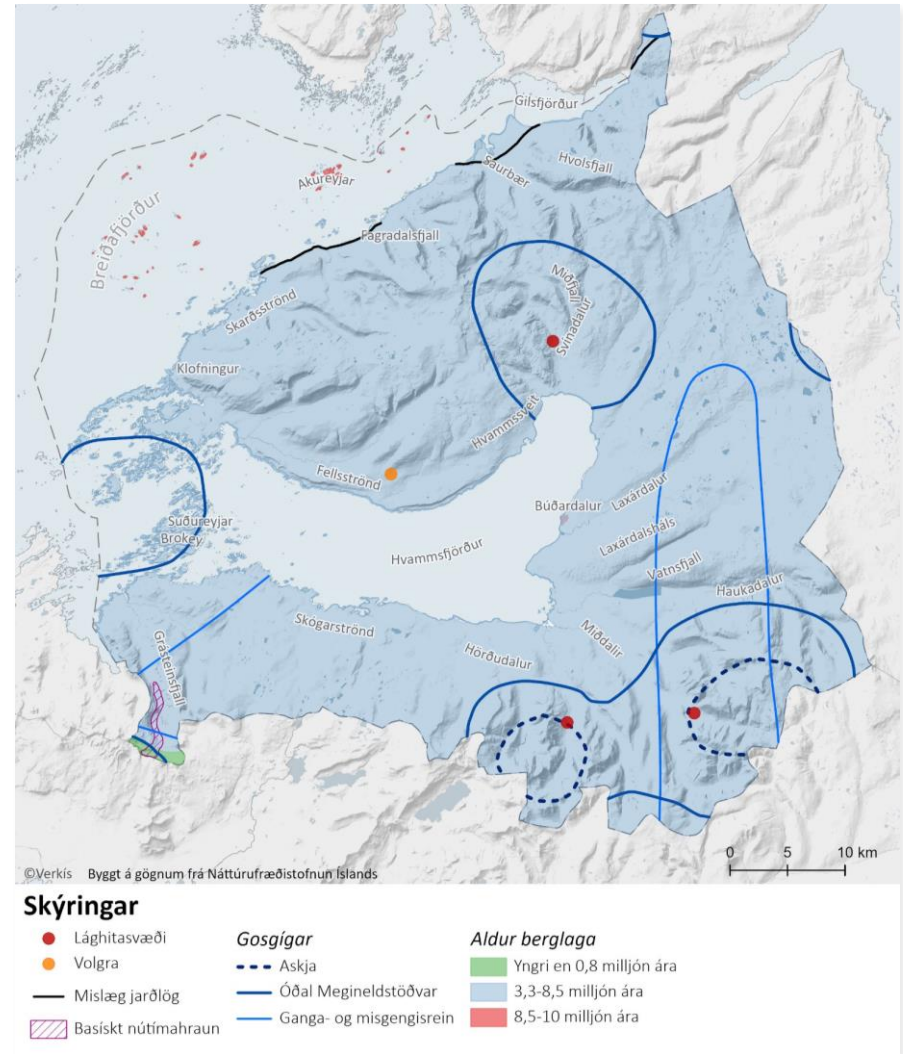 Gilsfjörður
Saurbær
Hvolsfjall
Akureyjar
Breiðafjörður
Fagradalsfjall
Miðfjall
Svínadalur
Skarðsströnd
Klofningur
Hvammssveit
Fellsströnd
Búðardalur
Laxárdalur
Suðureyjar
Brokey
Hvammsfjörður
Laxárdalsháls
Vatnsfjall
Haukadalur
Skógarströnd
Miðdalir
Hörðudalur
Grásteinsfjall
0 5 10 km
©Verkís Byggt á gögnum frá Náttúrufræðistofnun Íslands
Skýringar
Lághitasvæði
Volgra
Mislæg jarðlög
Basískt nútímahraun
Gosgígar
Askja
Óðal Megineldstöðvar
Ganga- og misgengisrein
Aldur berglaga
Yngri en 0,8 milljón ára
3,3-8,5 milljón ára
8,5-10 milljón ára